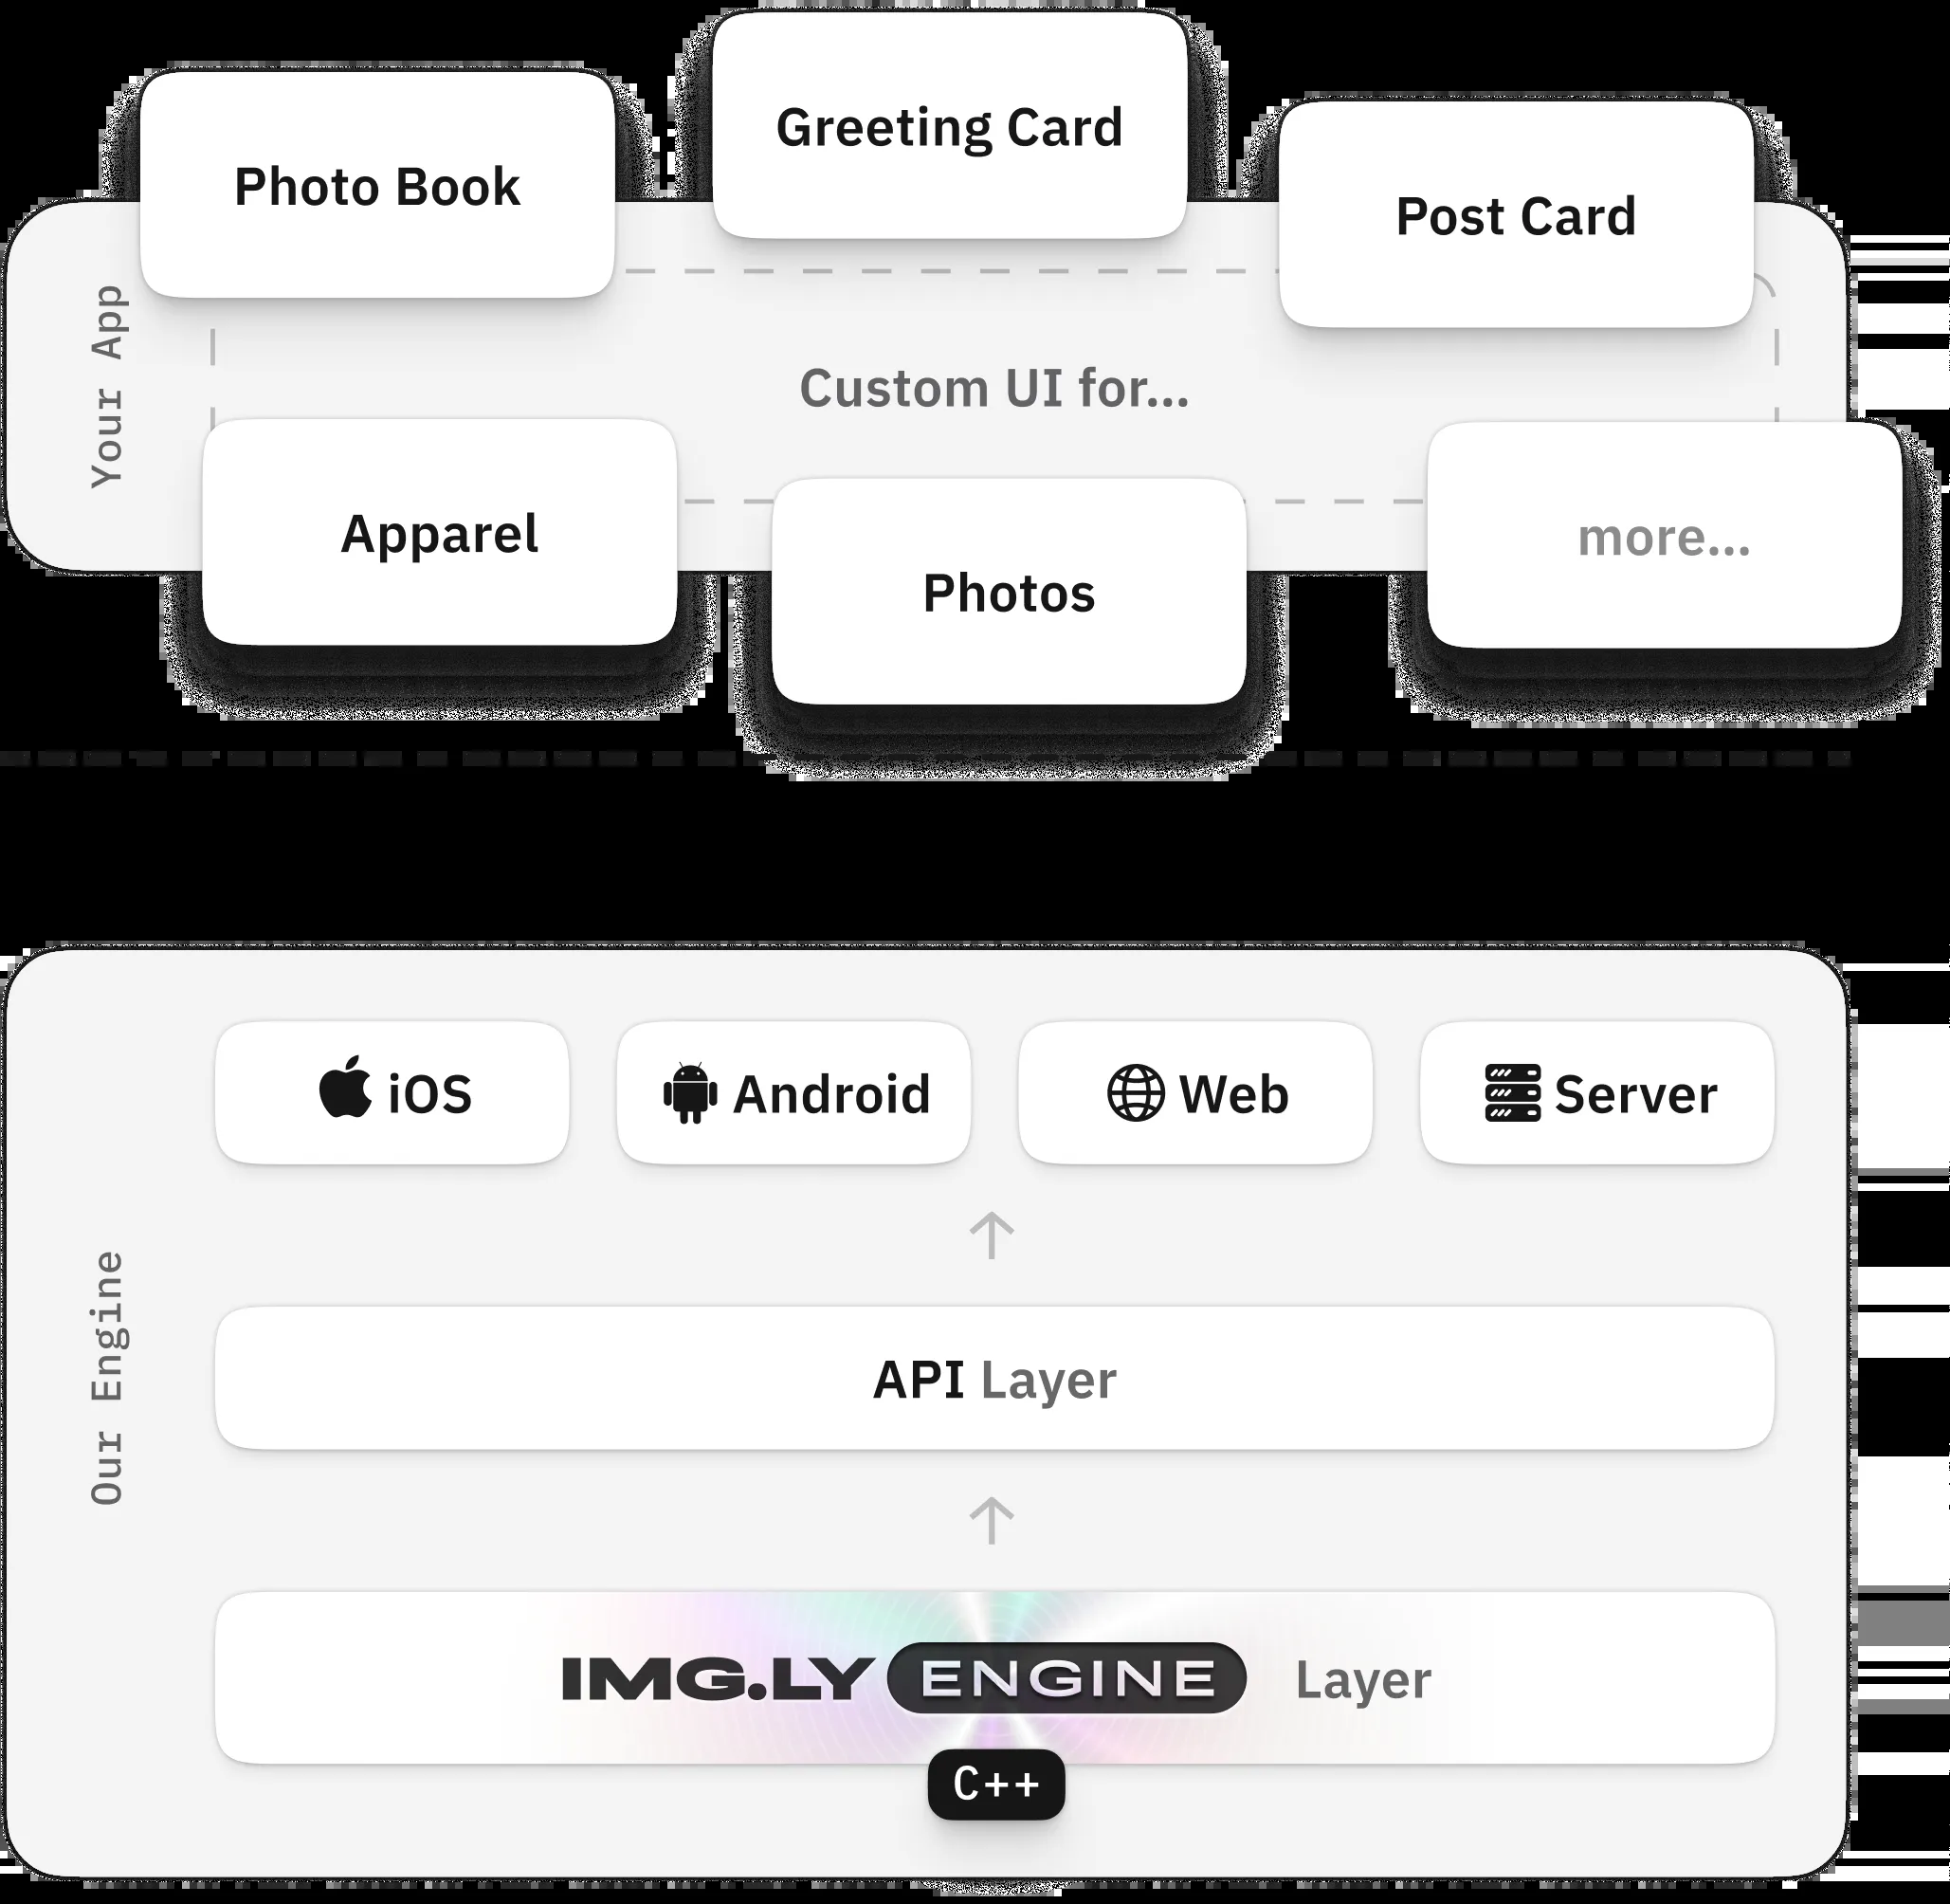 Greeting Card
Photo Book
Post Card
Your App
Custom UI for...
Apparel
Photos
more...
Our Engine
iOS
Android
Web
Server
API Layer
IMG.LY ENGINE Layer
C++